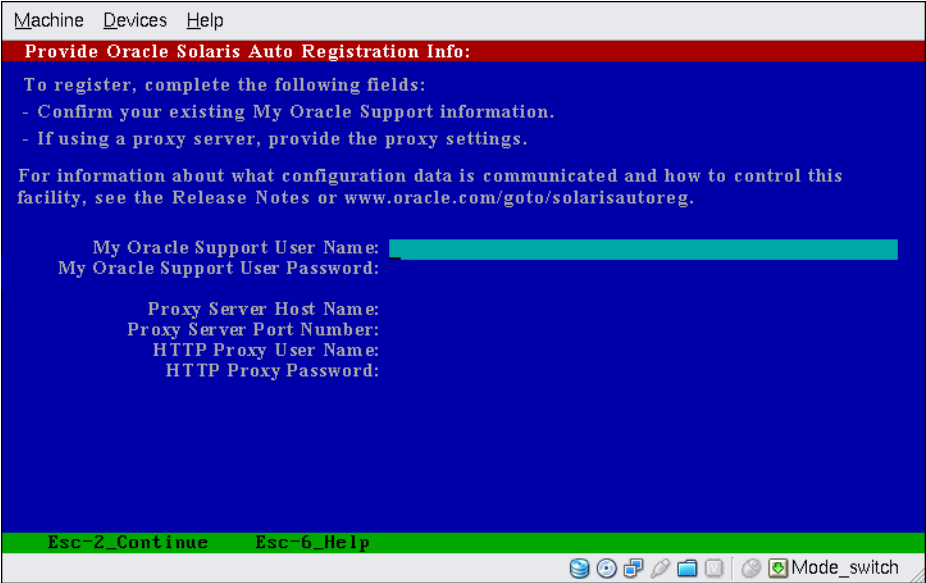 Machine Devices Help
Provide Oracle Solaris Auto Registration Info:
To register, complete the following fields:
- Confirm your existing My Oracle Support information.
- If using a proxy server, provide the proxy settings.
For information about what configuration data is communicated and how to control this
facility, see the Release Notes or www.oracle.com/goto/solarisautoreg.
My Oracle Support User Name:
My Oracle Support User Password:
Proxy Server Host Name:
Proxy Server Port Number:
HTTP Proxy User Name:
HTTP Proxy Password:
Esc-2_Continue Esc-6_Help
Mode_switch